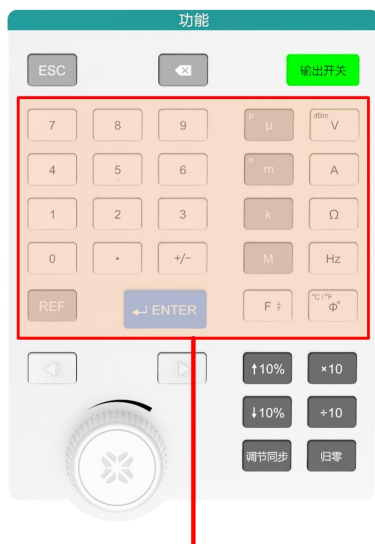 功能
ESC
输出开关
7 8 9 p μ dBm V
4 5 6 n m A
1 2 3 k Ω
0 · +/- M Hz
REF ENTER F °C/°F Φ°
↑10% ×10
↓10% ÷10
调节同步 归零